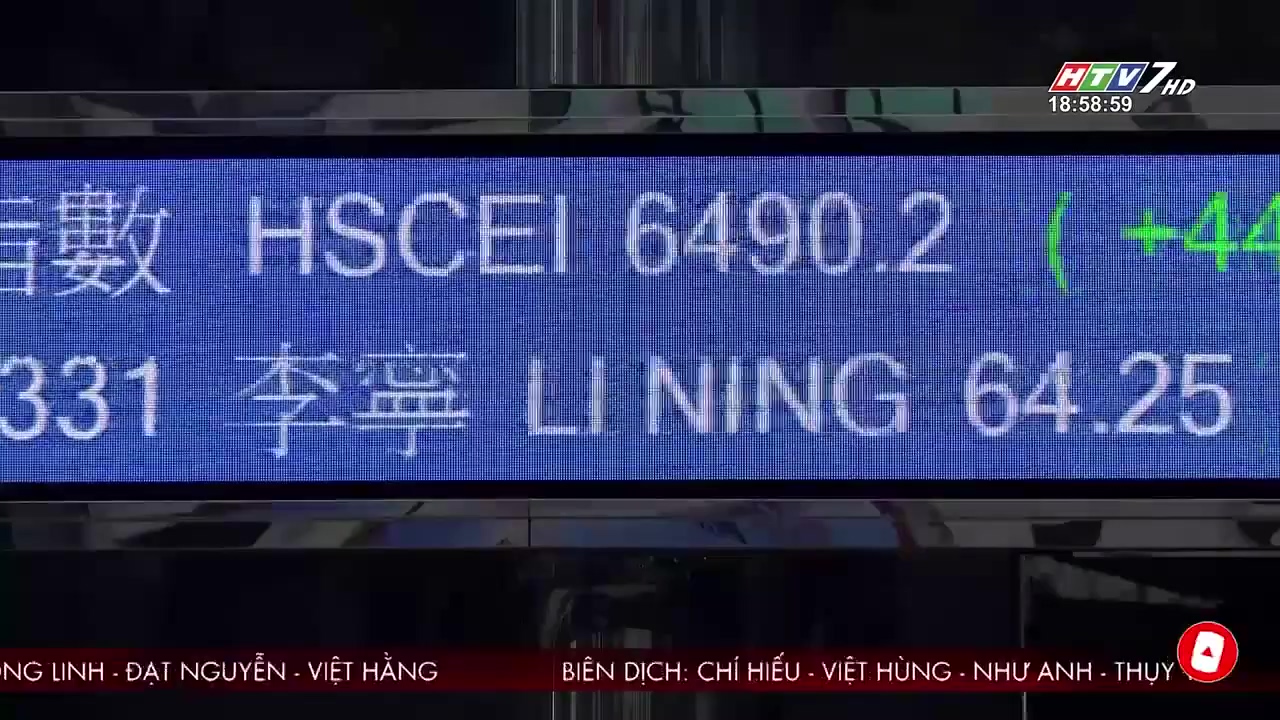 HTV7 HD
18:58:59
數 HSCEI 6490.2 ( +44
331 李寧 LI NING 64.25
NG LINH - ĐẠT NGUYỄN - VIỆT HẰNG BIÊN DỊCH: CHÍ HIẾU - VIỆT HÙNG - NHƯ ANH - THỤY